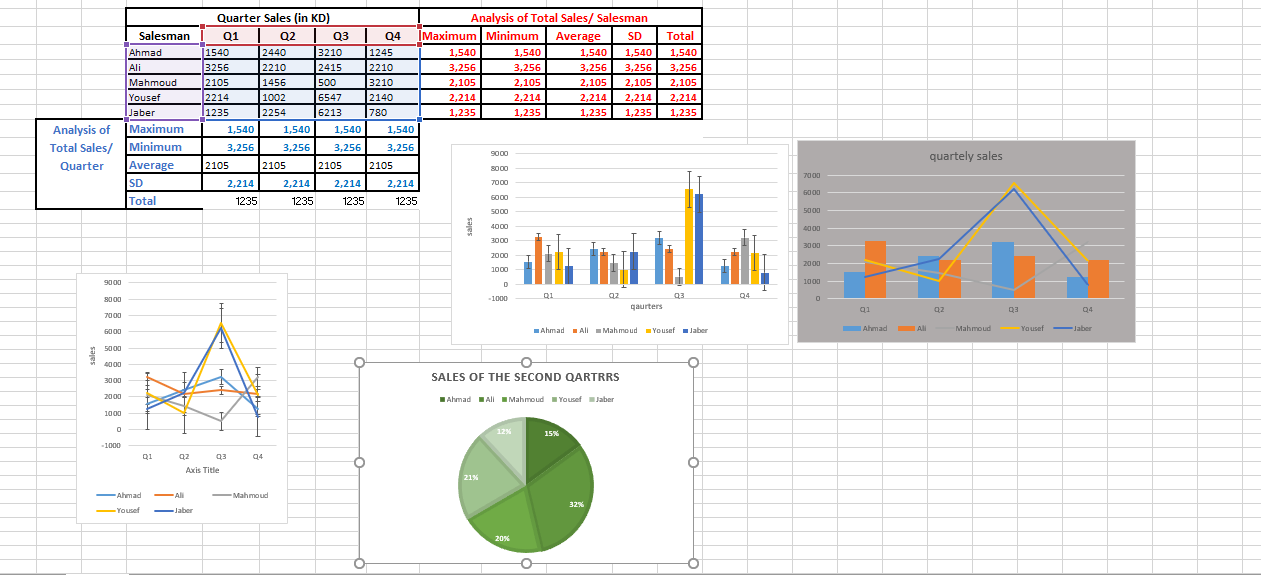 Quarter Sales (in KD) Analysis of Total Sales/ Salesman
Salesman Q1 Q2 Q3 Q4 Maximum Minimum Average SD Total
Ahmad 1540 2440 3210 1245 1,540 1,540 1,540 1,540 1,540
Ali 3256 2210 2415 2210 3,256 3,256 3,256 3,256 3,256
Mahmoud 2105 1456 500 3210 2,105 2,105 2,105 2,105 2,105
Yousef 2214 1002 6547 2140 2,214 2,214 2,214 2,214 2,214
Jaber 1235 2254 6213 780 1,235 1,235 1,235 1,235 1,235
Analysis of
Total Sales/
Quarter
Maximum 1,540 1,540 1,540 1,540
Minimum 3,256 3,256 3,256 3,256
Average 2105 2105 2105 2105
SD 2,214 2,214 2,214 2,214
Total 1235 1235 1235 1235
9000
8000
7000
6000
5000
4000
3000
2000
1000
0
-1000
sales
Q1 Q2 Q3 Q4
qaurters
Ahmad Ali Mahmoud Yousef Jaber
quartely sales
7000
6000
5000
4000
3000
2000
1000
0
Q1 Q2 Q3 Q4
Ahmad Ali Mahmoud Yousef Jaber
9000
8000
7000
6000
5000
4000
3000
2000
1000
0
-1000
sales
Q1 Q2 Q3 Q4
Axis Title
Ahmad Ali Mahmoud
Yousef Jaber
SALES OF THE SECOND QARTRRS
Ahmad Ali Mahmoud Yousef Jaber
12% 15%
21%
32%
20%